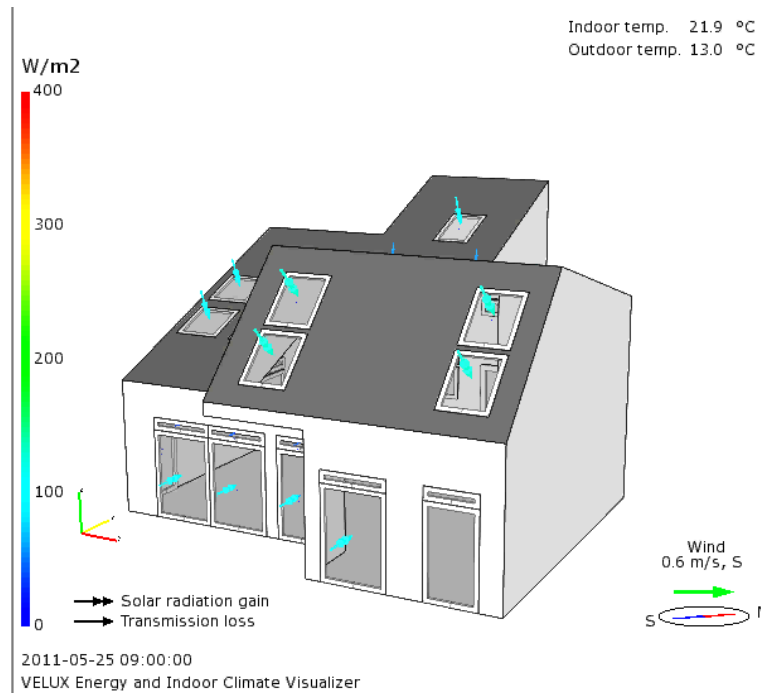 Indoor temp. 21.9 °C
Outdoor temp. 13.0 °C
W/m2
400
300
200
100
0
Wind
0.6 m/s, S
S
Solar radiation gain
Transmission loss
2011-05-25 09:00:00
VELUX Energy and Indoor Climate Visualizer